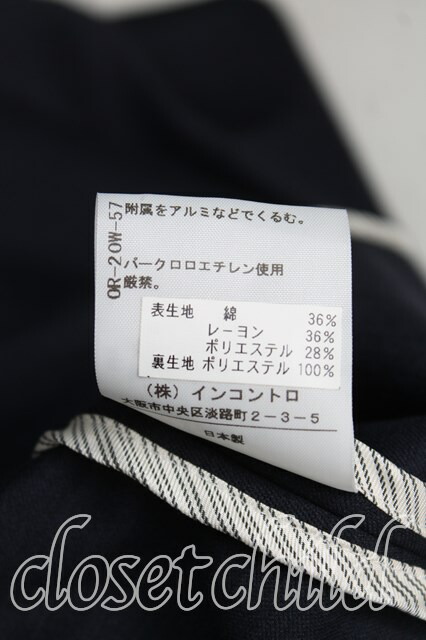 OR-20W-57
附属をアルミなどでくるむ。
パークロロエチレン使用
厳禁。
表生地 綿 36%
レーヨン 36%
ポリエステル 28%
裏生地 ポリエステル 100%
（株）インコントロ
大阪市中央区淡路町2-3-5
日本製
closet child